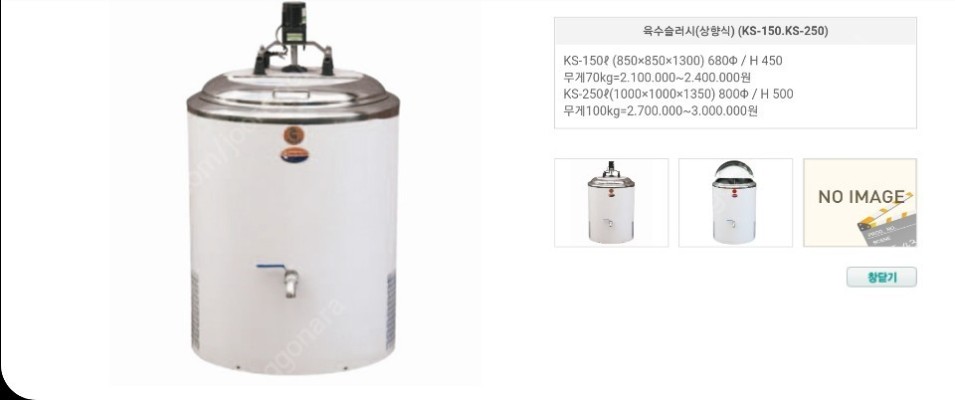 육수슬러시(상향식) (KS-150.KS-250)
KS-150ℓ (850×850×1300) 680Φ / H 450
무게70kg=2.100.000~2.400.000원
KS-250ℓ(1000×1000×1350) 800Φ / H 500
무게100kg=2.700.000~3.000.000원
NO IMAGE
창닫기